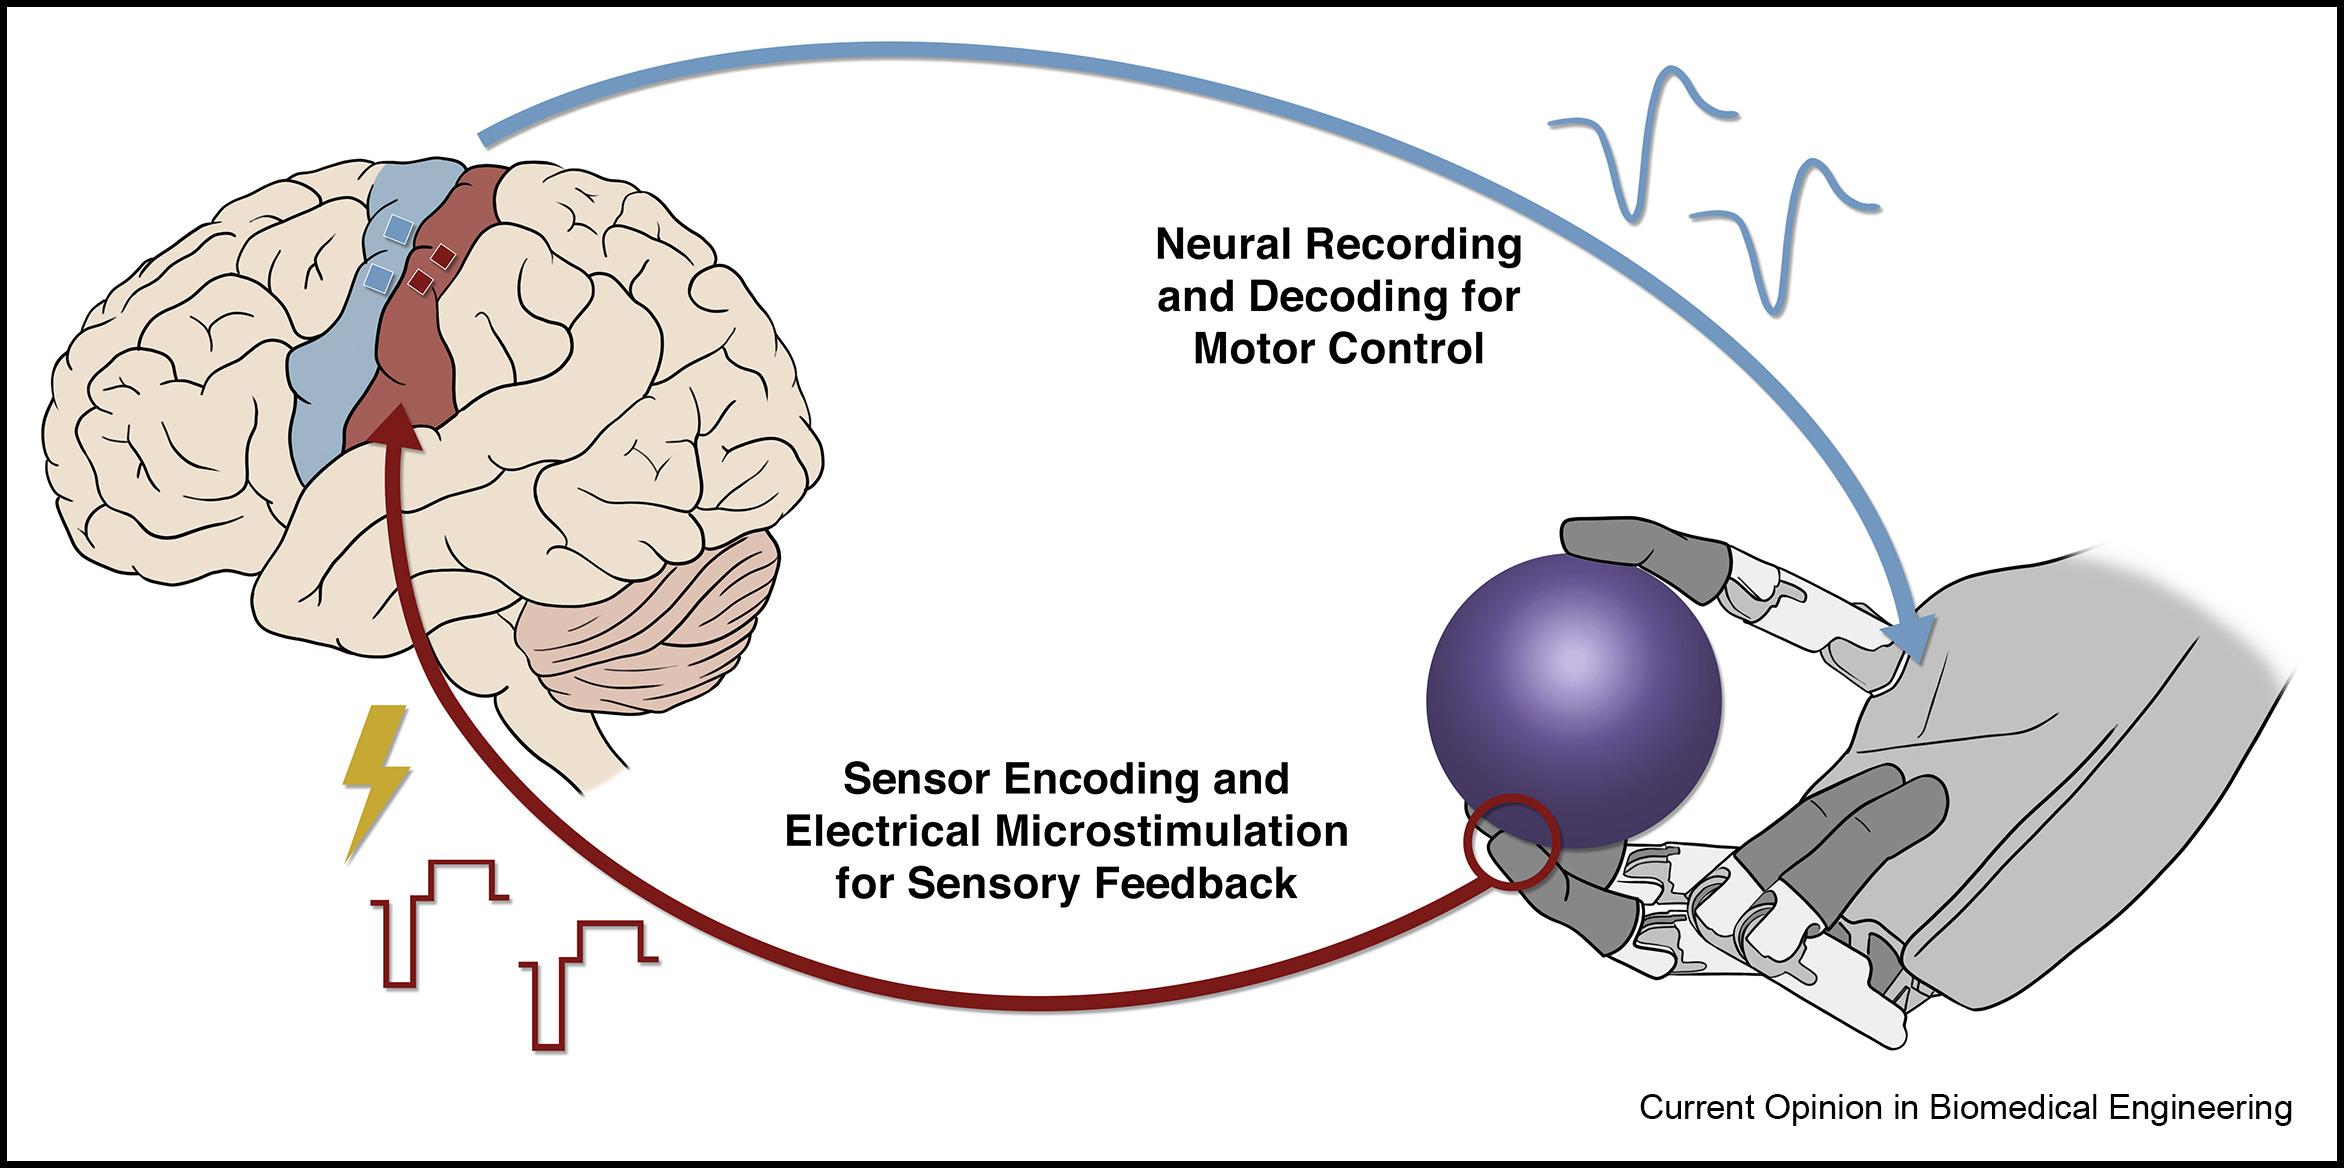 Neural Recording
and Decoding for
Motor Control
Sensor Encoding and
Electrical Microstimulation
for Sensory Feedback
Current Opinion in Biomedical Engineering